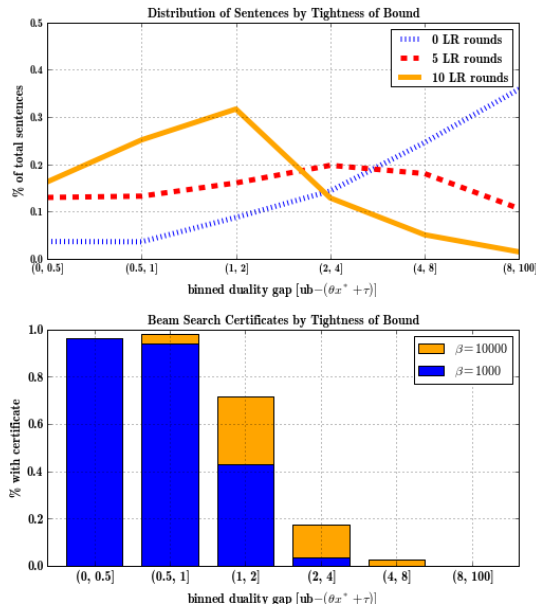 Distribution of Sentences by Tightness of Bound
0.5
0.4
0.3
0.2
0.1
0.0
% of total sentences
0 LR rounds
5 LR rounds
10 LR rounds
(0, 0.5]
(0.5, 1]
(1, 2]
(2, 4]
(4, 8]
(8, 100]
binned duality gap [ub−(θx* +τ)]
Beam Search Certificates by Tightness of Bound
1.0
0.8
0.6
0.4
0.2
0.0
% with certificate
β=10000
β=1000
(0, 0.5]
(0.5, 1]
(1, 2]
(2, 4]
(4, 8]
(8, 100]
binned duality gap [ub−(θx* +τ)]